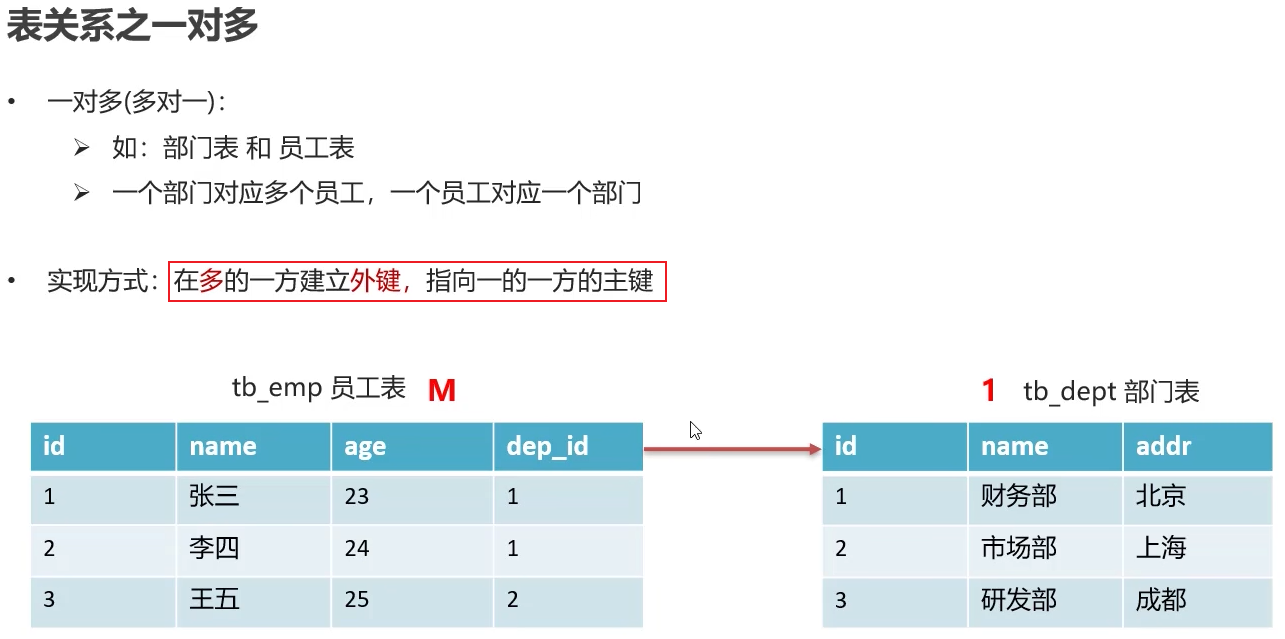 表关系之一对多
• 一对多(多对一)：
➢ 如：部门表 和 员工表
➢ 一个部门对应多个员工，一个员工对应一个部门
• 实现方式：在多的一方建立外键，指向一的一方的主键
tb_emp 员工表 M
id name age dep_id
1 张三 23 1
2 李四 24 1
3 王五 25 2
1 tb_dept 部门表
id name addr
1 财务部 北京
2 市场部 上海
3 研发部 成都